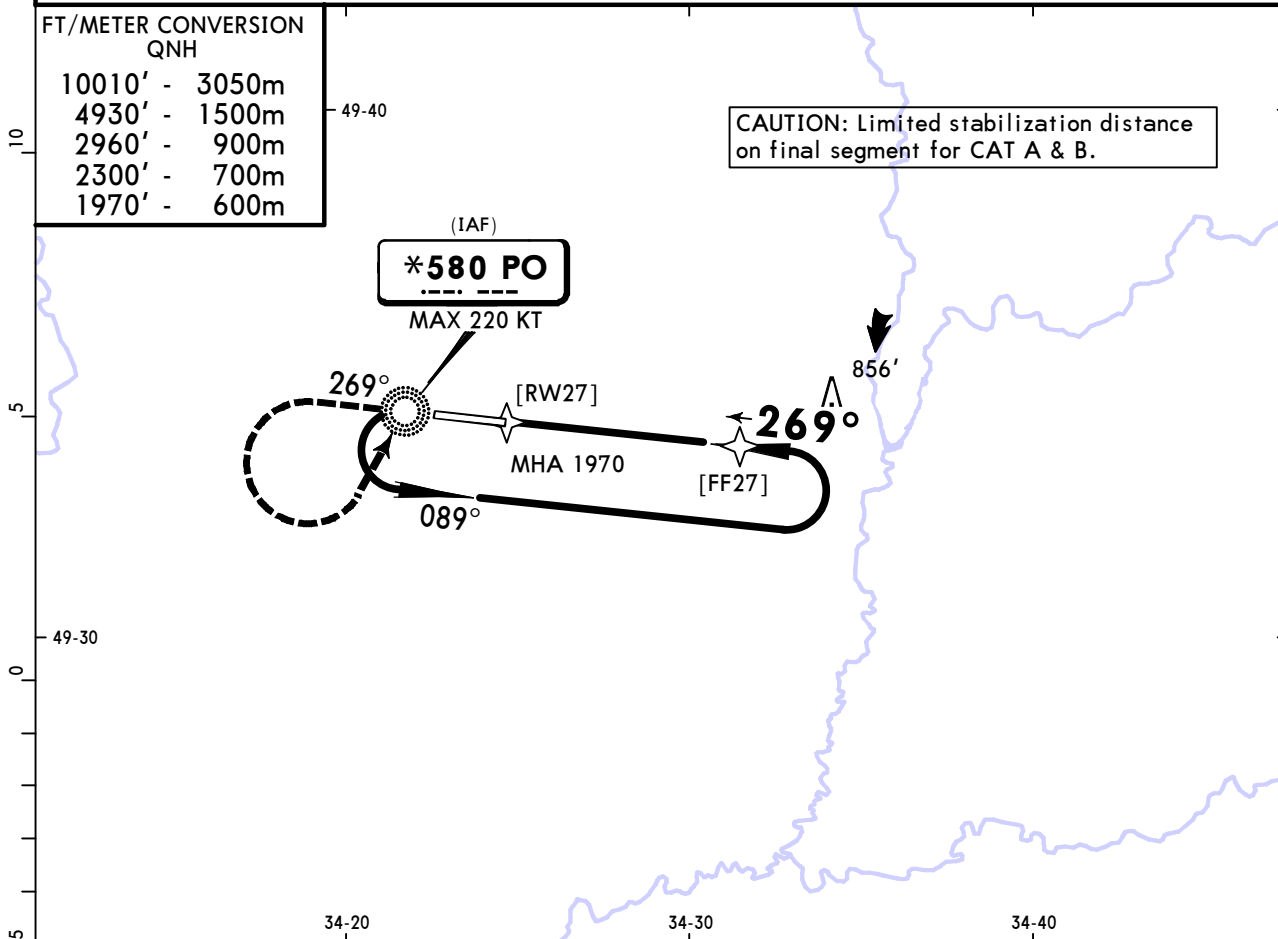 FT/METER CONVERSION
QNH
10010' - 3050m
4930' - 1500m
2960' - 900m
2300' - 700m
1970' - 600m
49-40
10
CAUTION: Limited stabilization distance
on final segment for CAT A & B.
(IAF)
*580 PO
MAX 220 KT
856'
269°
[RW27]
5
269°
MHA 1970
[FF27]
089°
49-30
0
34-20
34-30
34-40
5